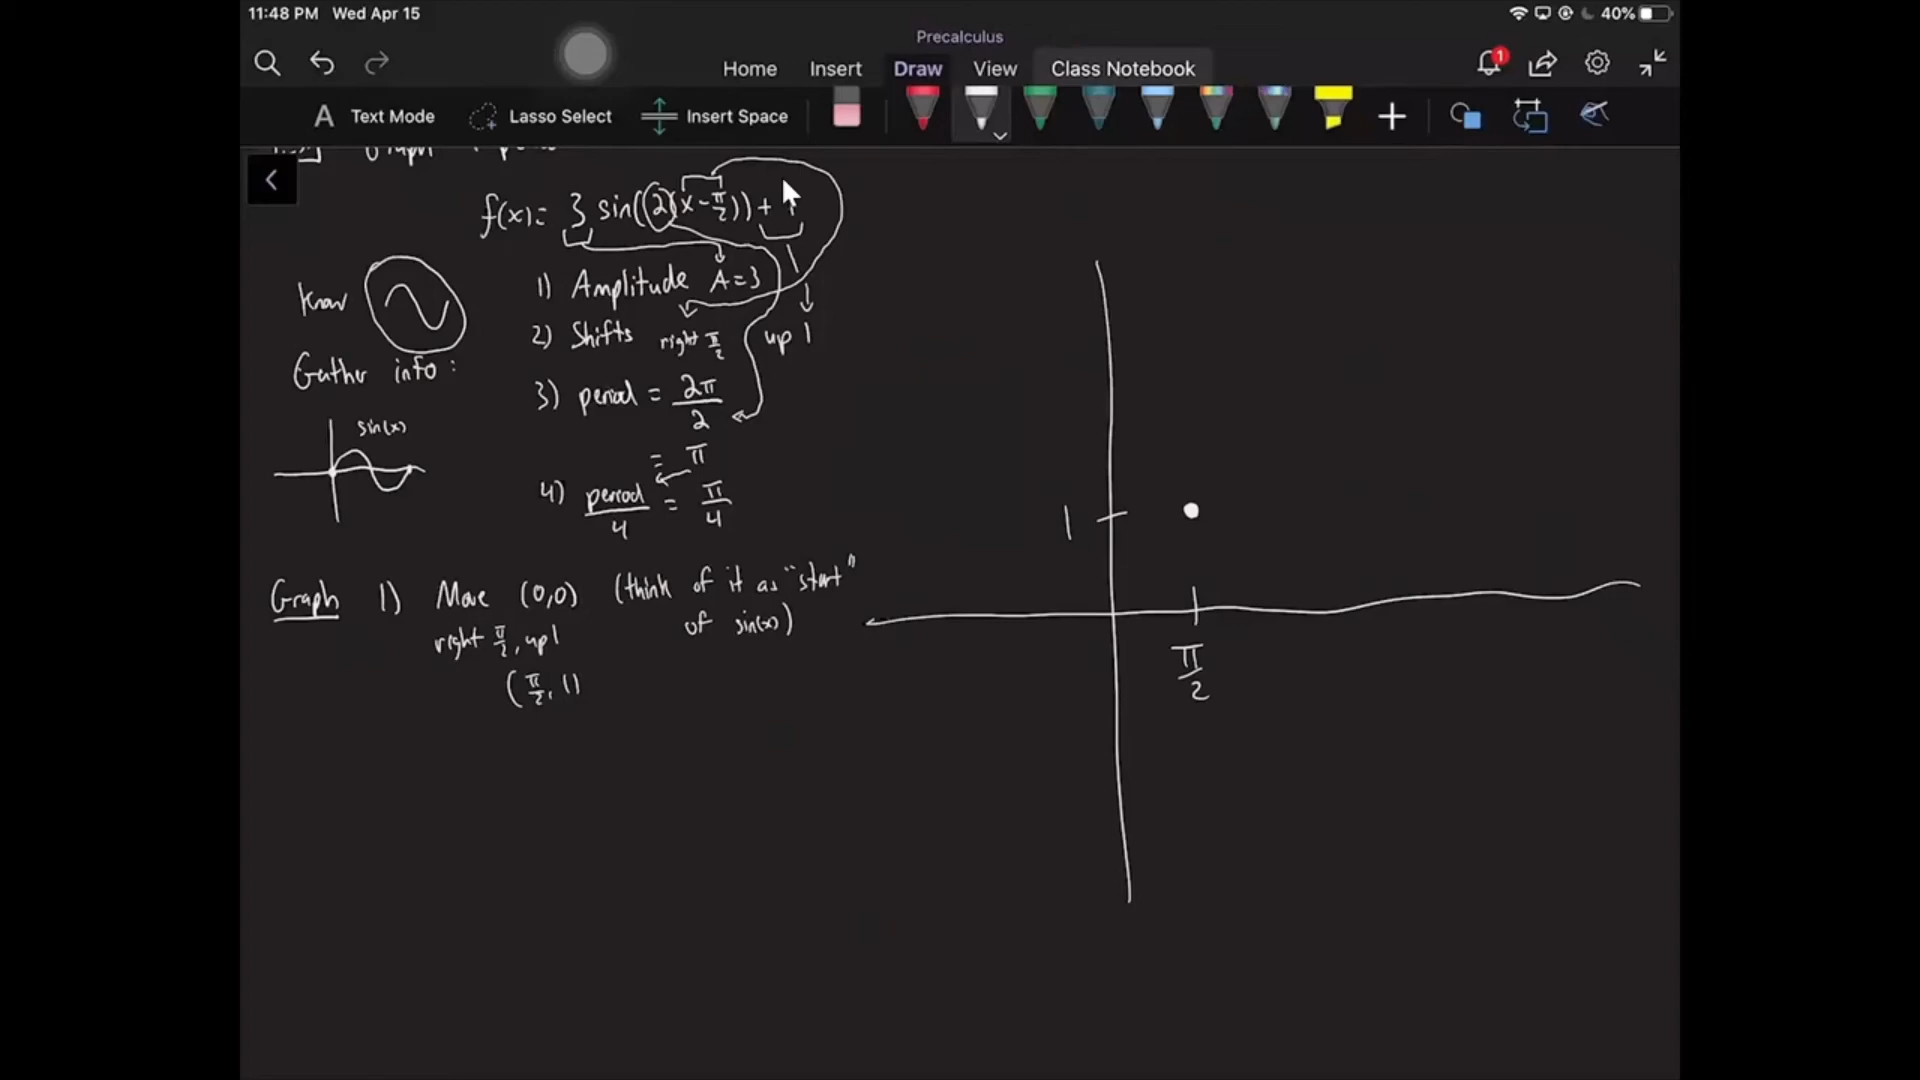 11:48 PM Wed Apr 15
40%
Precalculus
1
Home Insert Draw View Class Notebook
A Text Mode Lasso Select Insert Space
Graph
f(x)= 3 sin((2(x-π/2))+1
Know
1) Amplitude A=3
2) Shifts right π/2 up 1
Gather info:
3) period = 2π/2
sin(x)
= π
4) period/4 = π/4
Graph 1) Move (0,0) (think of it as "start"
of sin(x))
right π/2, up 1
(π/2, 1)
1
π/2